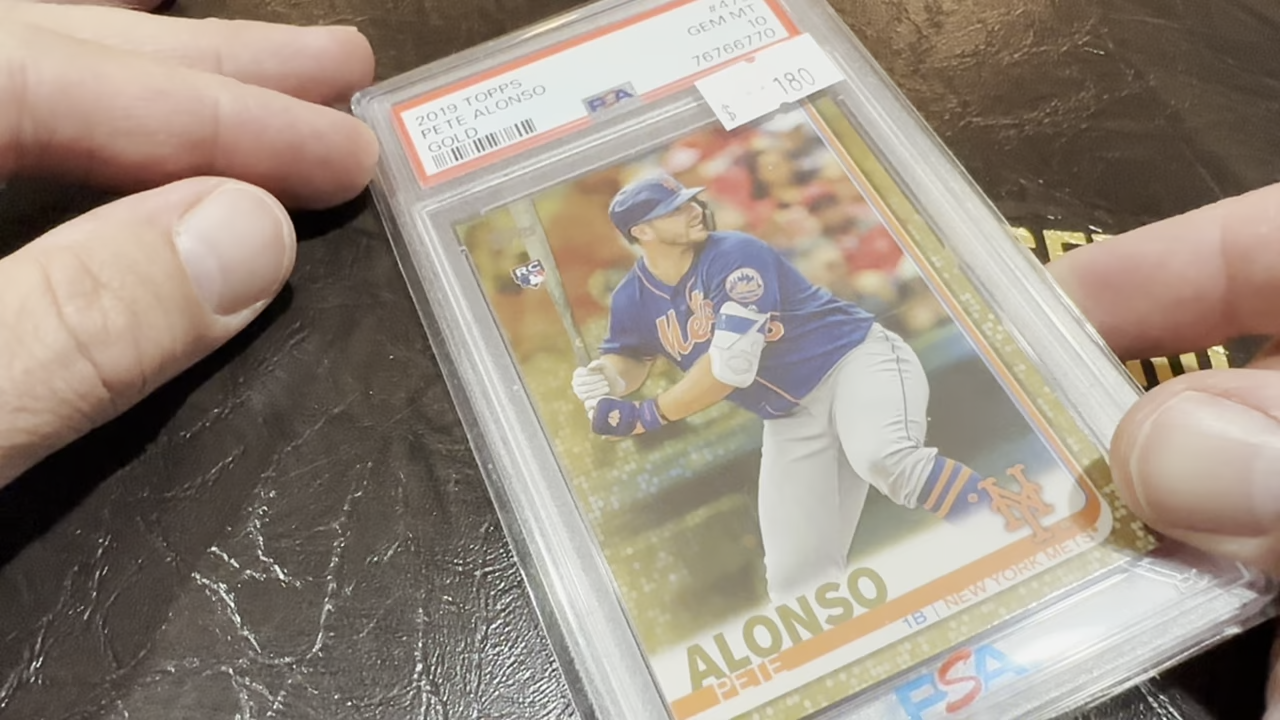 2019 TOPPS
PETE ALONSO
GOLD
GEM MT
10
76766770
PSA
$ 180
RC
Mets
NY
ALONSO
PETE
1B | NEW YORK METS
PSA